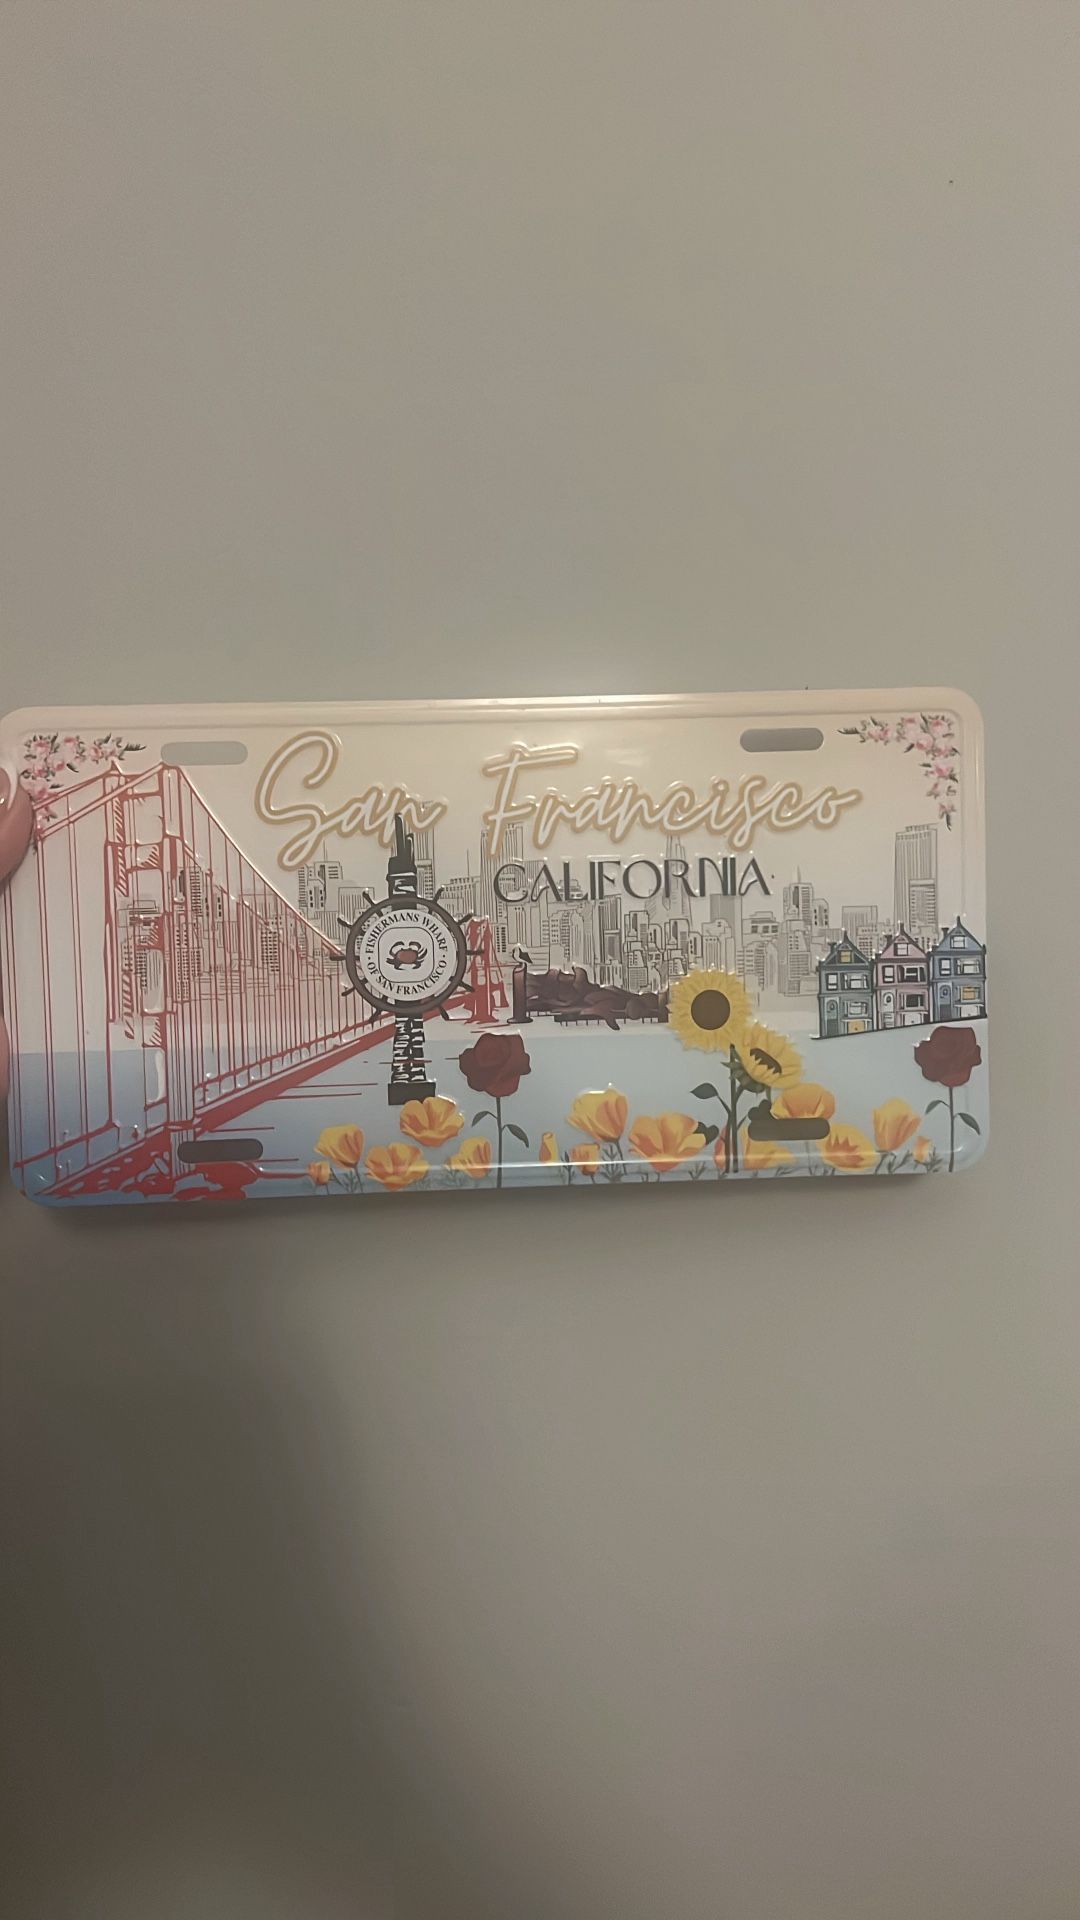 San Francisco
CALIFORNIA
FISHERMANS WHARF
OF SAN FRANCISCO